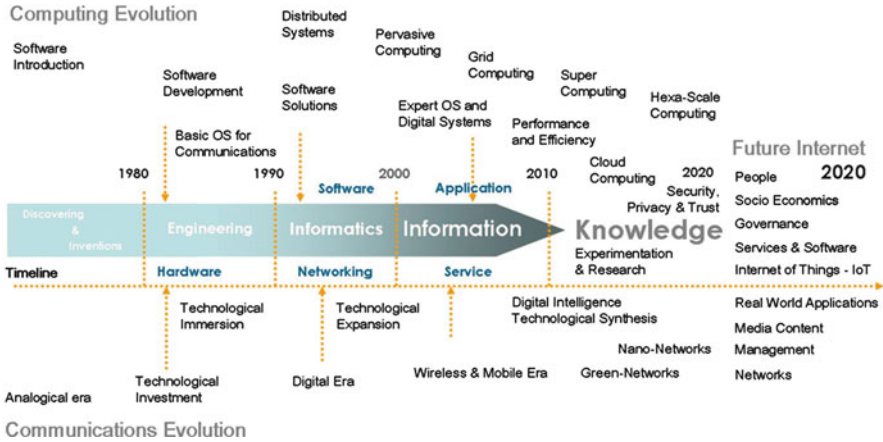 Computing Evolution
Software
Introduction
Software
Development
Basic OS for
Communications
Distributed
Systems
Software
Solutions
Pervasive
Computing
Expert OS and
Digital Systems
Grid
Computing
Performance
and Efficiency
Super
Computing
Hexa-Scale
Computing
Cloud
Computing
2020
Security,
Privacy & Trust
1980
1990
2000
2010
Software
Application
Discovering
&
Inventions
Engineering
Informatics
Information
Knowledge
Experimentation
& Research
Timeline
Hardware
Networking
Service
Technological
Immersion
Technological
Expansion
Digital Intelligence
Technological Synthesis
Analogical era
Technological
Investment
Digital Era
Wireless & Mobile Era
Nano-Networks
Green-Networks
Future Internet
2020
People
Socio Economics
Governance
Services & Software
Internet of Things - IoT
Real World Applications
Media Content
Management
Networks
Communications Evolution